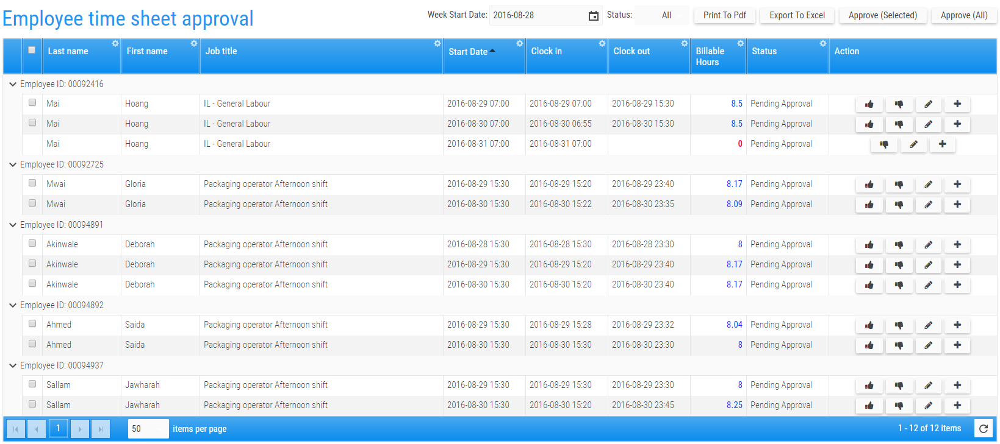 Employee time sheet approval
Week Start Date: 2016-08-28 Status: All Print To Pdf Export To Excel Approve (Selected) Approve (All)
Last name First name Job title Start Date Clock in Clock out Billable Hours Status Action
Employee ID: 00092416
Mai Hoang IL - General Labour 2016-08-29 07:00 2016-08-29 07:00 2016-08-29 15:30 8.5 Pending Approval
Mai Hoang IL - General Labour 2016-08-30 07:00 2016-08-30 06:55 2016-08-30 15:30 8.5 Pending Approval
Mai Hoang IL - General Labour 2016-08-31 07:00 2016-08-31 07:00 0 Pending Approval
Employee ID: 00092725
Mwai Gloria Packaging operator Afternoon shift 2016-08-29 15:30 2016-08-29 15:20 2016-08-29 23:40 8.17 Pending Approval
Mwai Gloria Packaging operator Afternoon shift 2016-08-30 15:30 2016-08-30 15:22 2016-08-30 23:35 8.09 Pending Approval
Employee ID: 00094891
Akinwale Deborah Packaging operator Afternoon shift 2016-08-28 15:30 2016-08-28 15:30 2016-08-28 23:30 8 Pending Approval
Akinwale Deborah Packaging operator Afternoon shift 2016-08-29 15:30 2016-08-29 15:20 2016-08-29 23:40 8.17 Pending Approval
Akinwale Deborah Packaging operator Afternoon shift 2016-08-30 15:30 2016-08-30 15:20 2016-08-30 23:40 8.17 Pending Approval
Employee ID: 00094892
Ahmed Saida Packaging operator Afternoon shift 2016-08-29 15:30 2016-08-29 15:28 2016-08-29 23:32 8.04 Pending Approval
Ahmed Saida Packaging operator Afternoon shift 2016-08-30 15:30 2016-08-30 15:30 2016-08-30 23:30 8 Pending Approval
Employee ID: 00094937
Sallam Jawharah Packaging operator Afternoon shift 2016-08-29 15:30 2016-08-29 15:30 2016-08-29 23:30 8 Pending Approval
Sallam Jawharah Packaging operator Afternoon shift 2016-08-30 15:30 2016-08-30 15:20 2016-08-30 23:45 8.25 Pending Approval
1 50 items per page 1 - 12 of 12 items